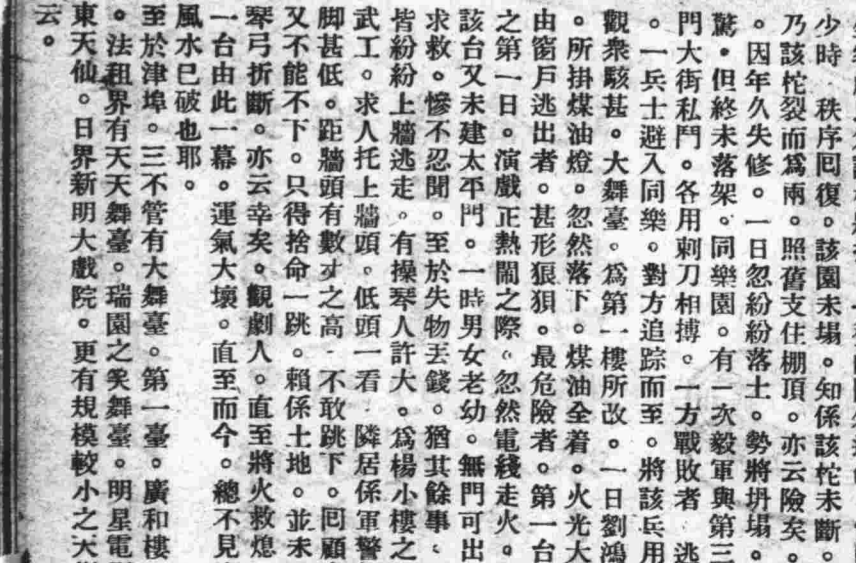 少時 秩序回復。該園未塌。知係該柁未斷。
乃該柁裂而爲兩。照舊支住棚頂。亦云險矣。
。因年久失修。一日忽紛紛落土。勢將坍塌。
驚。但終未落架。同樂園。有一次毅軍與第三
門大街私鬥。各用刺刀相搏。一方戰敗者 逃
。一兵士避入同樂。對方追踪而至。將該兵用
觀衆駭甚。大舞臺。爲第一樓所改。一日劉鴻
。所掛煤油燈。忽然落下。煤油全着。火光大
由窗戶逃出者。甚形狼狽。最危險者。第一台
之第一日。演戲正熱鬧之際。忽然電綫走火。
該台又未建太平門。一時男女老幼。無門可出
求救。慘不忍聞。至於失物丟錢。猶其餘事。
皆紛紛上牆逃走。有操琴人許大。爲楊小樓之
武工。求人托上牆頭。低頭一看 隣居係軍警
脚甚低。距牆頭有數才之高 不敢跳下。回顧
又不能不下。只得捨命一跳。賴係土地。並未
琴弓折斷。亦云幸矣。觀劇人。直至將火救熄
一台由此一幕。運氣大壞。直至而今。總不見
風水已破也耶。
至於津埠。三不管有大舞臺。第一臺。廣和樓
。法租界有天天舞臺。瑞園之笑舞臺。明星電
東天仙。日界新明大戲院。更有規模較小之天
云。